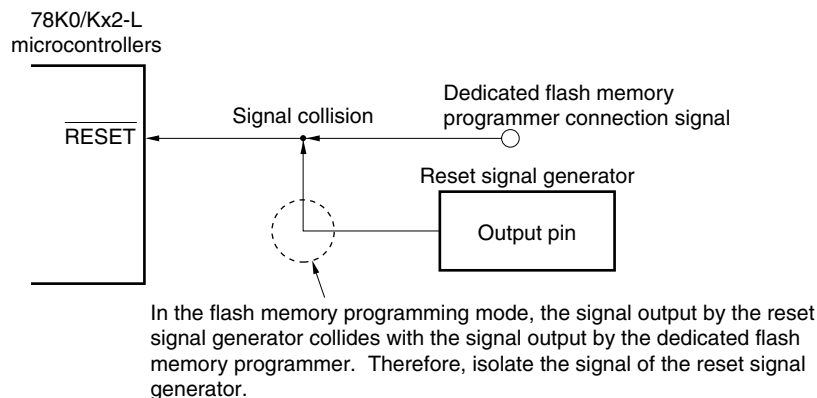 78K0/Kx2-L
microcontrollers
Signal collision
Dedicated flash memory
programmer connection signal
RESET
Reset signal generator
Output pin
In the flash memory programming mode, the signal output by the reset
signal generator collides with the signal output by the dedicated flash
memory programmer.  Therefore, isolate the signal of the reset signal
generator.